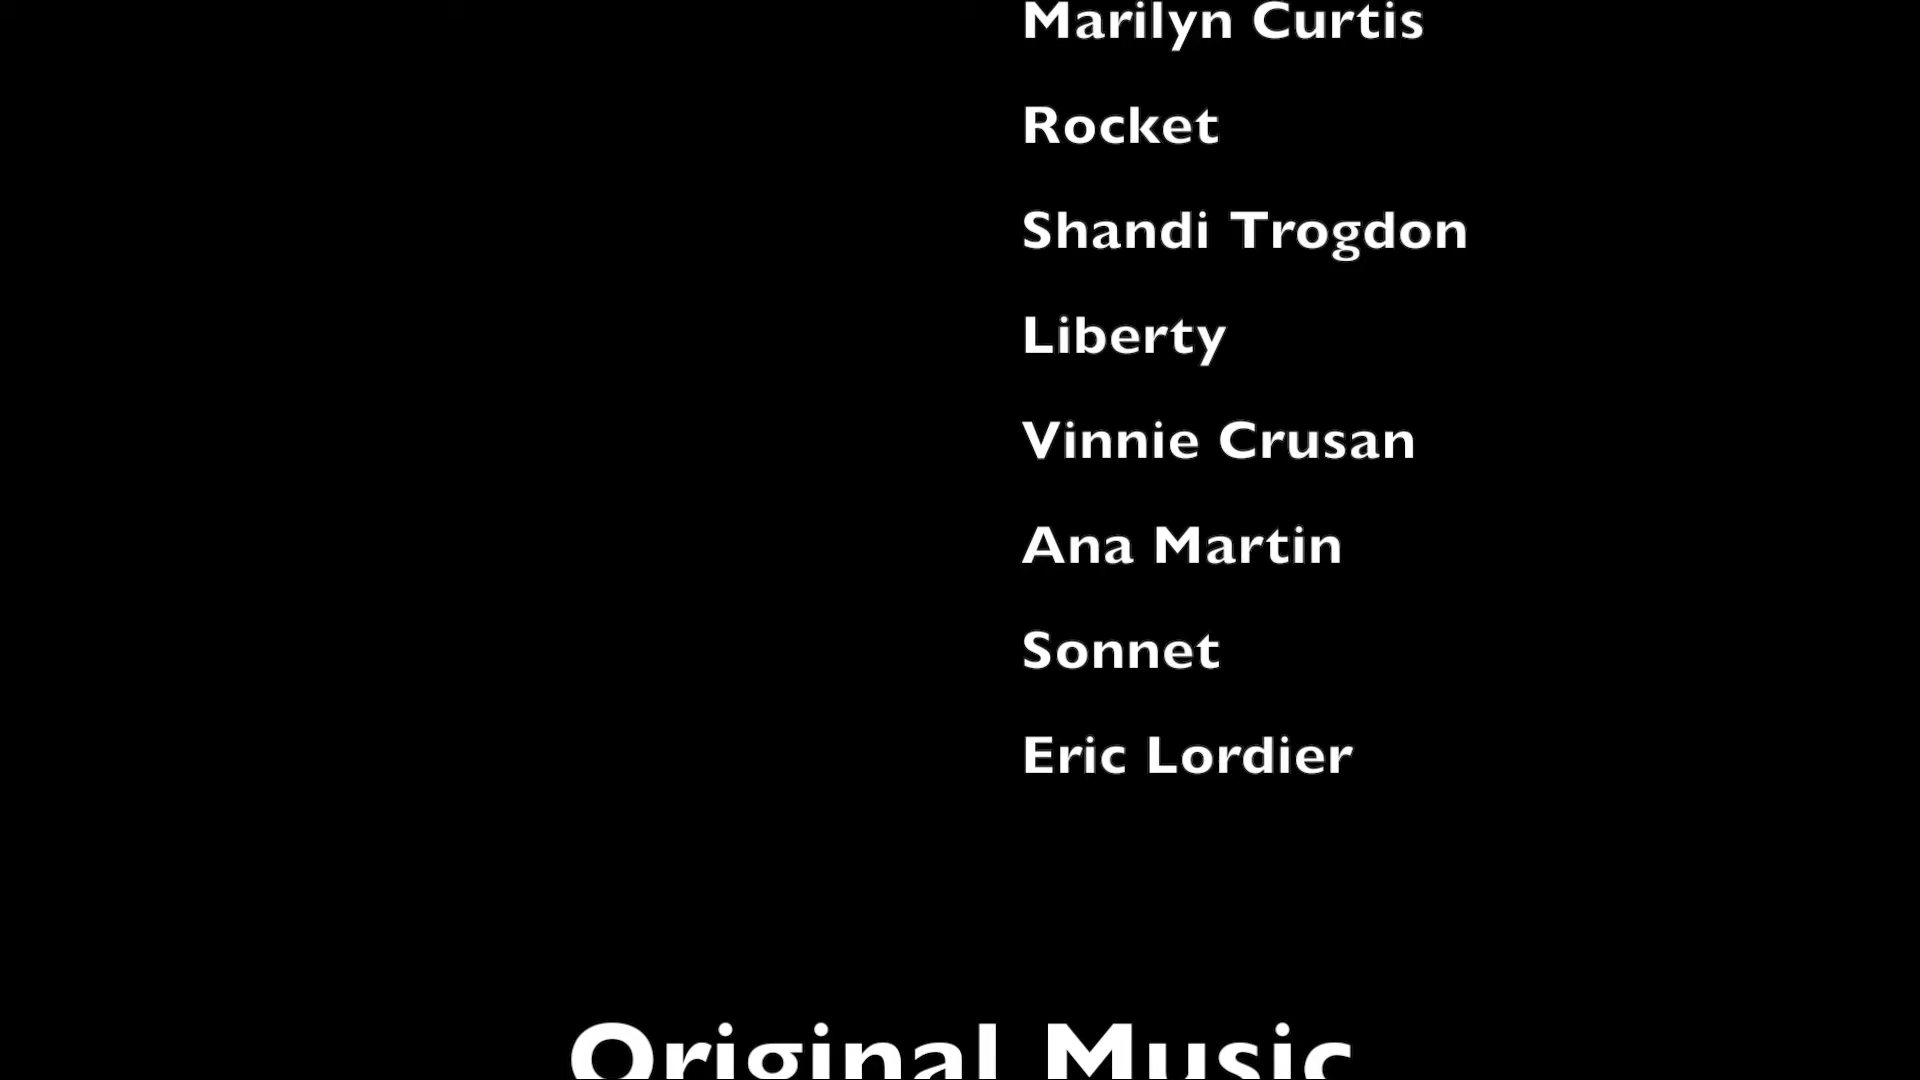 Marilyn Curtis
Rocket
Shandi Trogdon
Liberty
Vinnie Crusan
Ana Martin
Sonnet
Eric Lordier
Original Music